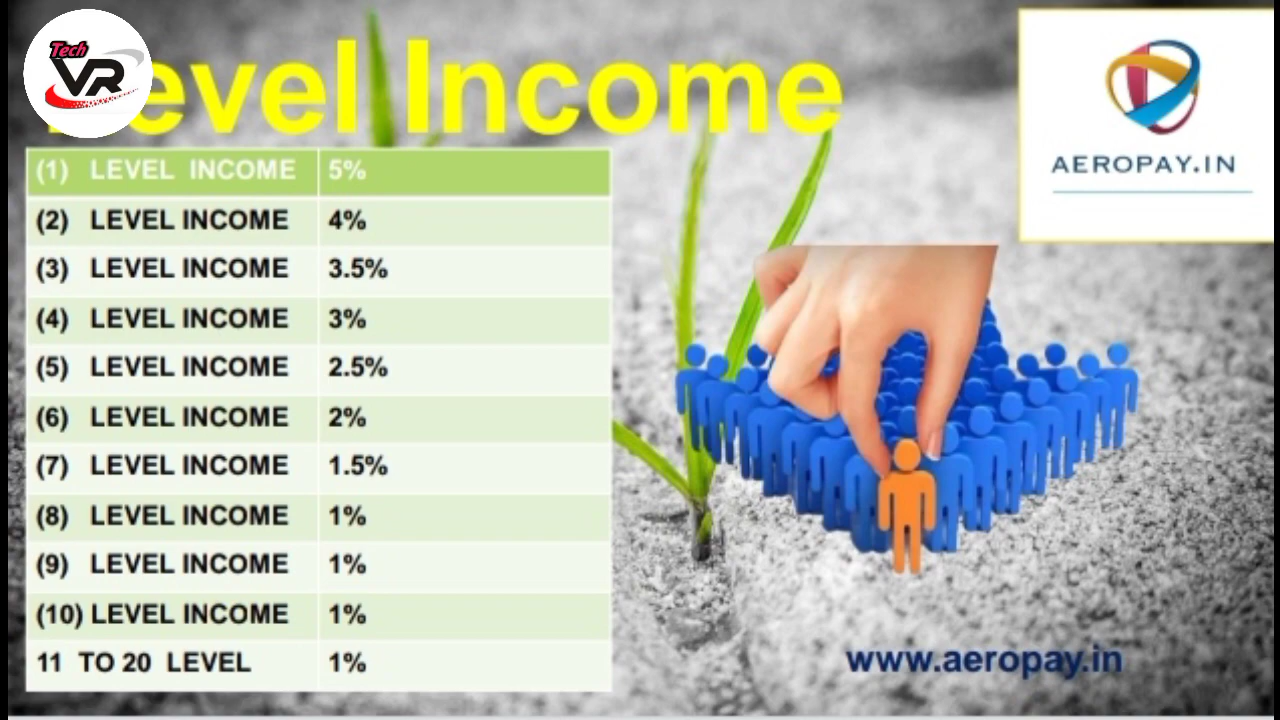 Tech
VR
Level Income
AEROPAY.IN
(1) LEVEL INCOME 5%
(2) LEVEL INCOME 4%
(3) LEVEL INCOME 3.5%
(4) LEVEL INCOME 3%
(5) LEVEL INCOME 2.5%
(6) LEVEL INCOME 2%
(7) LEVEL INCOME 1.5%
(8) LEVEL INCOME 1%
(9) LEVEL INCOME 1%
(10) LEVEL INCOME 1%
11 TO 20 LEVEL 1%
www.aeropay.in